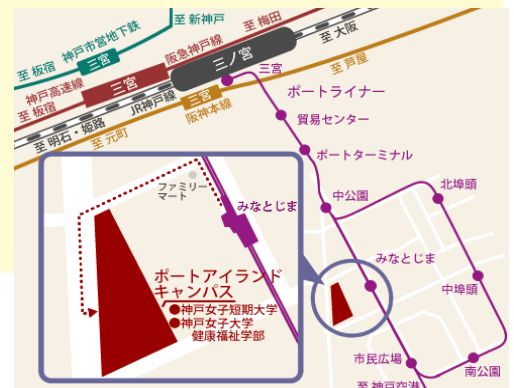 至 新神戸
神戸市営地下鉄
三宮
至 板宿
阪急神戸線
至 梅田
神戸高速線
至 板宿
三宮
三ノ宮
至 大阪
JR神戸線
至 明石・姫路
三宮
阪神本線
至 元町
至 芦屋
三宮
ポートライナー
貿易センター
ポートターミナル
中公園
北埠頭
みなとじま
中埠頭
市民広場
南公園
至 神戸空港
ファミリー
マート
みなとじま
ポートアイランド
キャンパス
●神戸女子短期大学
●神戸女子大学
健康福祉学部